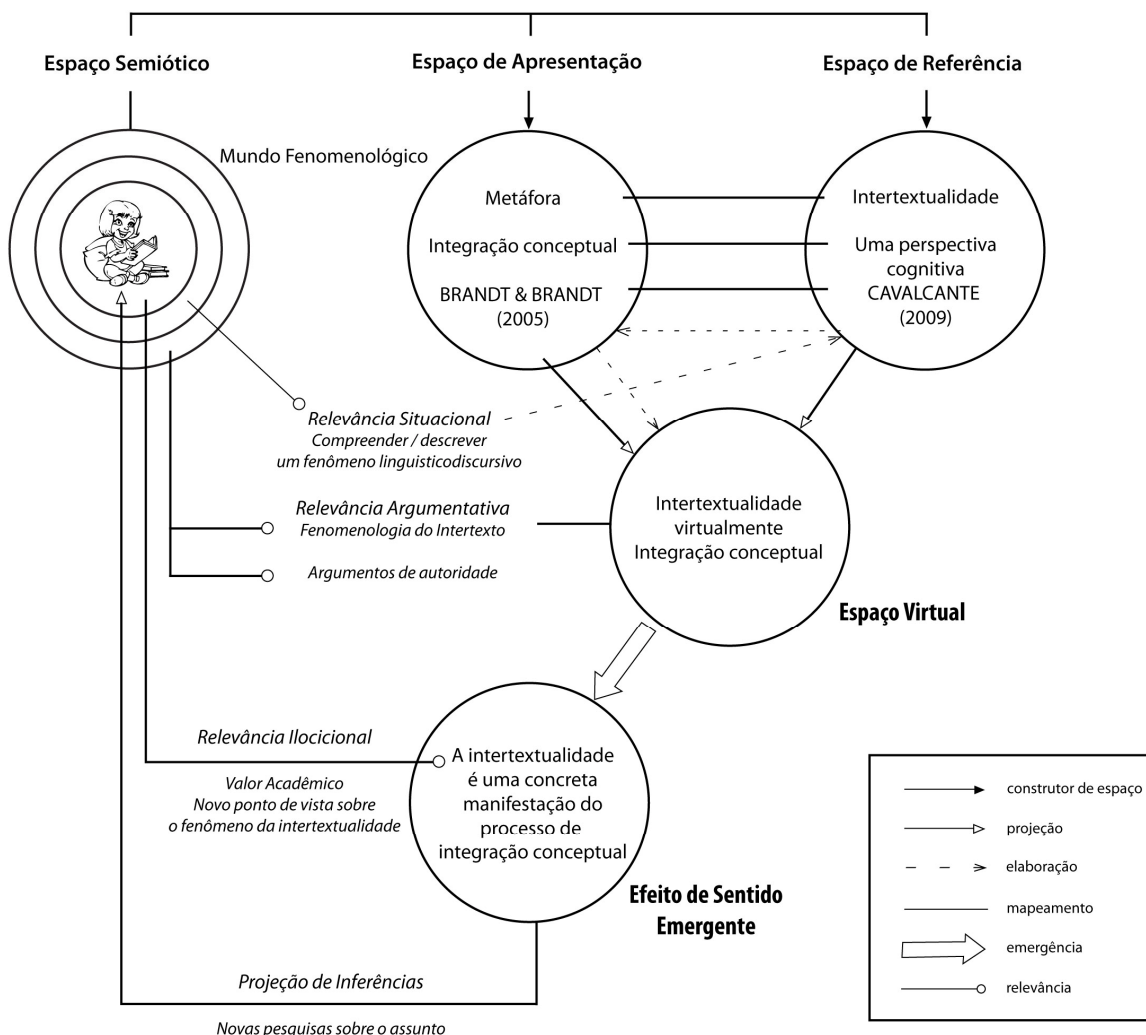 Espaço Semiótico
Espaço de Apresentação
Espaço de Referência
Mundo Fenomenológico
Metáfora
Integração conceptual
BRANDT & BRANDT
(2005)
Intertextualidade
Uma perspectiva
cognitiva
CAVALCANTE
(2009)
Relevância Situacional
Compreender / descrever
um fenômeno linguisticodiscursivo
Relevância Argumentativa
Fenomenologia do Intertexto
Argumentos de autoridade
Intertextualidade
virtualmente
Integração conceptual
Espaço Virtual
Relevância Ilocicional
Valor Acadêmico
Novo ponto de vista sobre
o fenômeno da intertextualidade
A intertextualidade
é uma concreta
manifestação do
processo de
integração conceptual
Efeito de Sentido
Emergente
Projeção de Inferências
Novas pesquisas sobre o assunto
construtor de espaço
projeção
elaboração
mapeamento
emergência
relevância